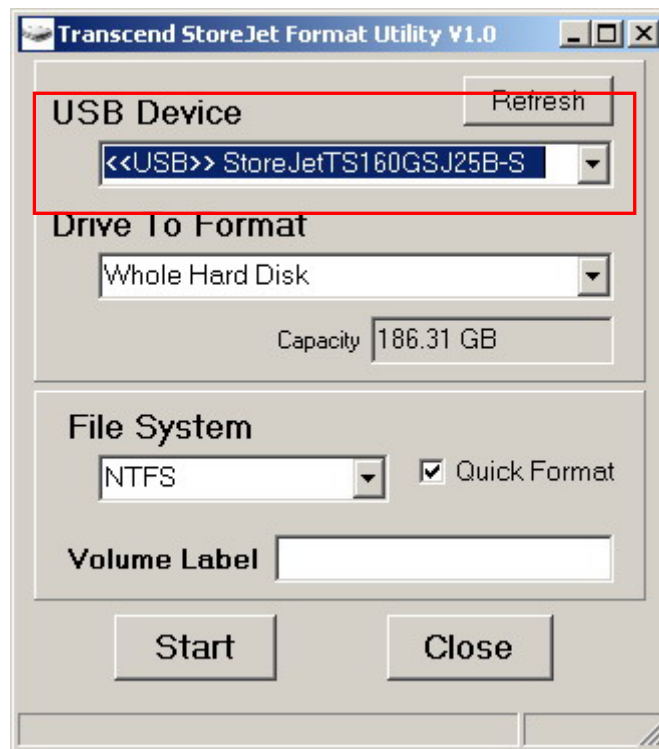 Transcend StoreJet Format Utility V1.0
Refresh
USB Device
<<USB>> StoreJetTS160GSJ25B-S
Drive To Format
Whole Hard Disk
Capacity 186.31 GB
File System
NTFS
Quick Format
Volume Label
Start Close